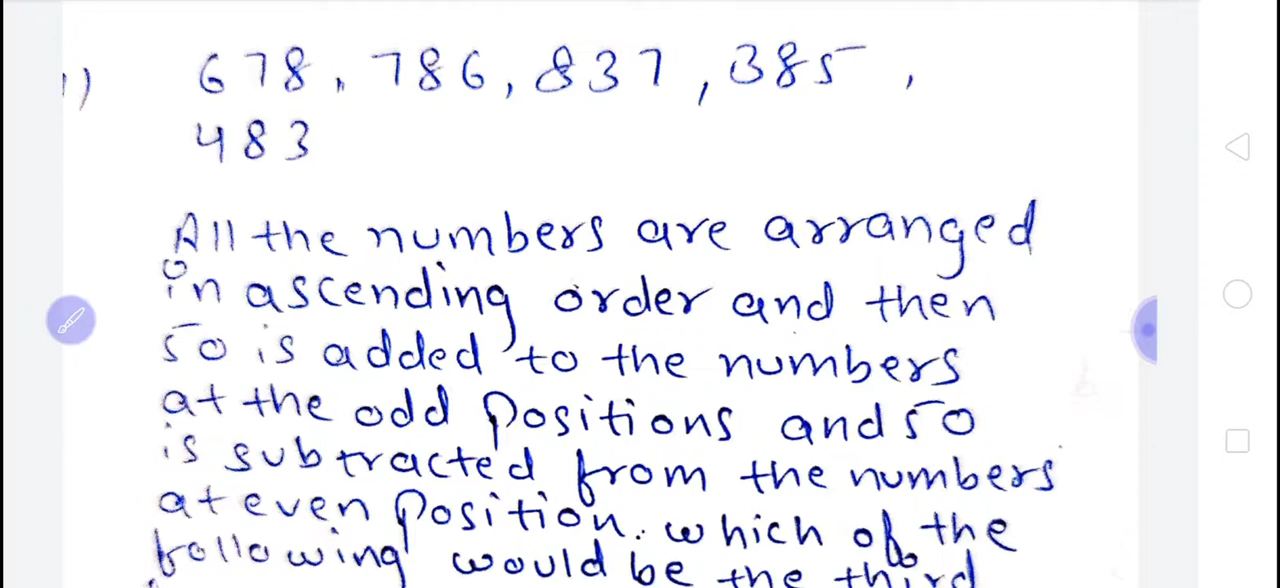 1) 678, 786, 837, 385,
483
All the numbers are arranged
in ascending order and then
50 is added to the numbers
at the odd positions and 50
is subtracted from the numbers
at even position. which of the
following would be the third